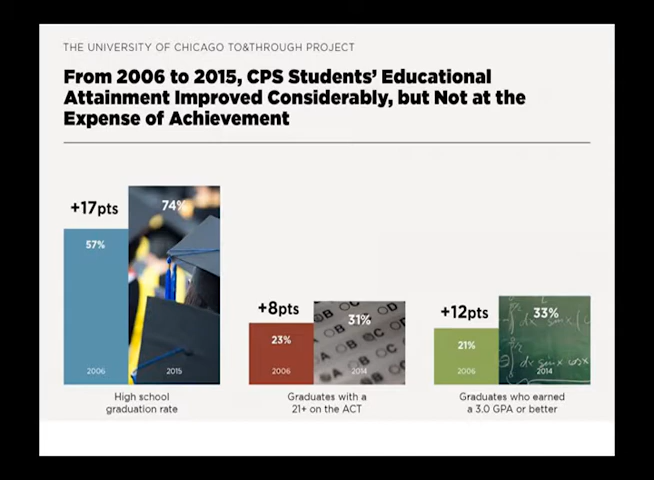 THE UNIVERSITY OF CHICAGO TO&THROUGH PROJECT
From 2006 to 2015, CPS Students' Educational
Attainment Improved Considerably, but Not at the
Expense of Achievement
+17pts
57%
74%
2006
2015
High school
graduation rate
+8pts
23%
31%
2006
2014
Graduates with a
21+ on the ACT
+12pts
21%
33%
2006
2014
Graduates who earned
a 3.0 GPA or better